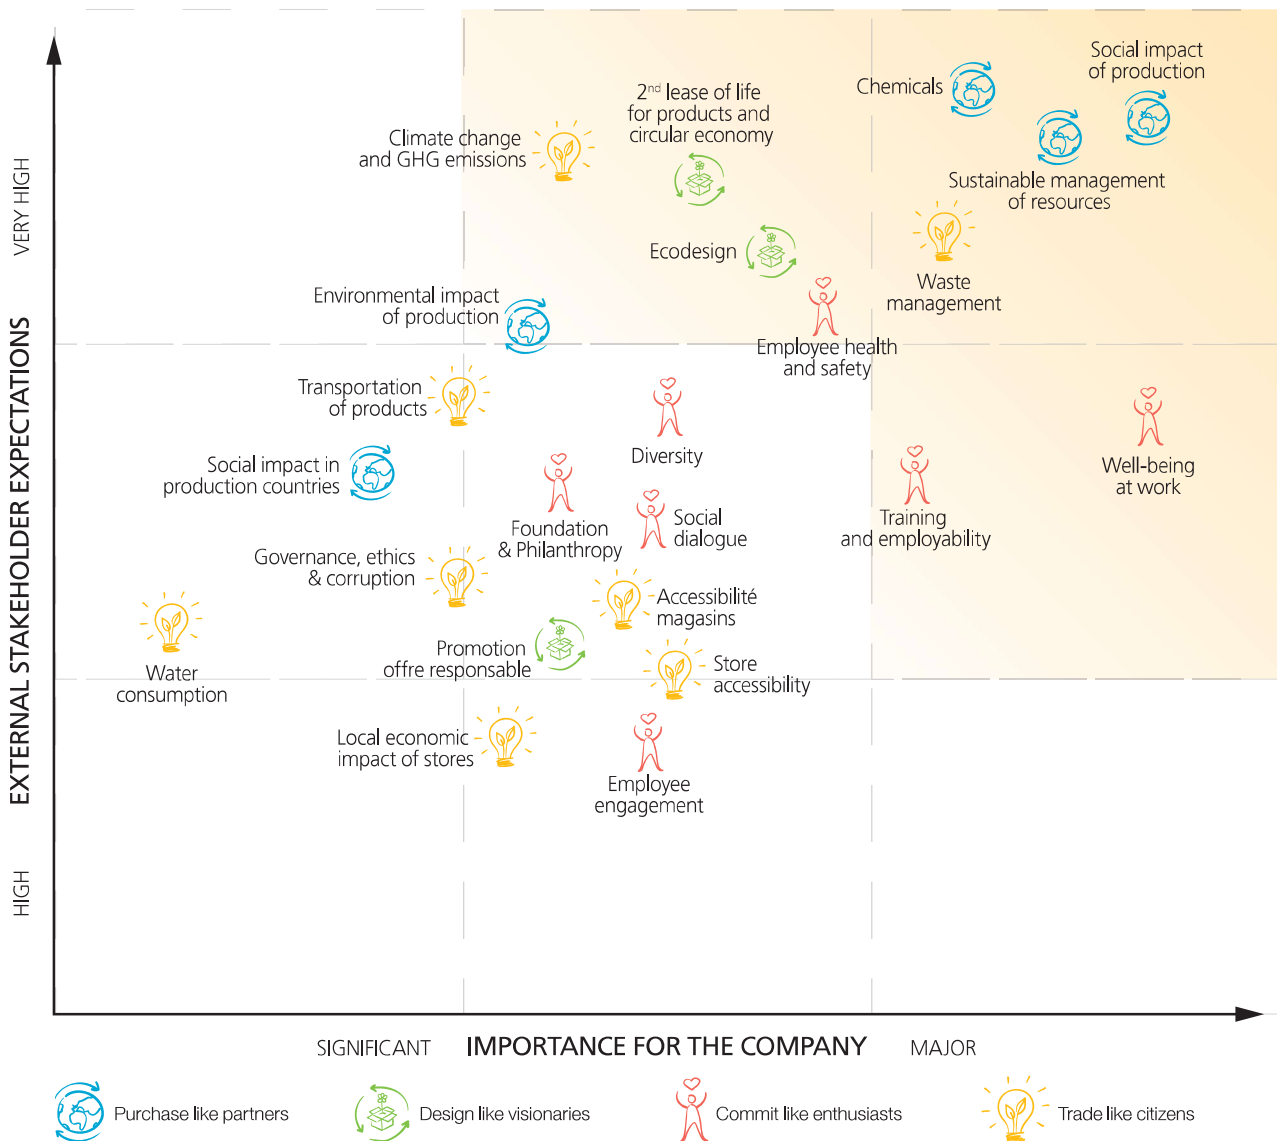 Social impact
of production
Chemicals
2nd lease of life
for products and
circular economy
Climate change
and GHG emissions
Sustainable management
of resources
Ecodesign
Waste
management
Environmental impact
of production
Employee health
and safety
Transportation
of products
Diversity
Well-being
at work
Social impact in
production countries
Foundation
& Philanthropy
Social
dialogue
Training
and employability
Governance, ethics
& corruption
Accessibilité
magasins
Promotion
offre responsable
Store
accessibility
Water
consumption
Local economic
impact of stores
Employee
engagement
VERY HIGH
EXTERNAL STAKEHOLDER EXPECTATIONS
HIGH
SIGNIFICANT
IMPORTANCE FOR THE COMPANY
MAJOR
Purchase like partners
Design like visionaries
Commit like enthusiasts
Trade like citizens